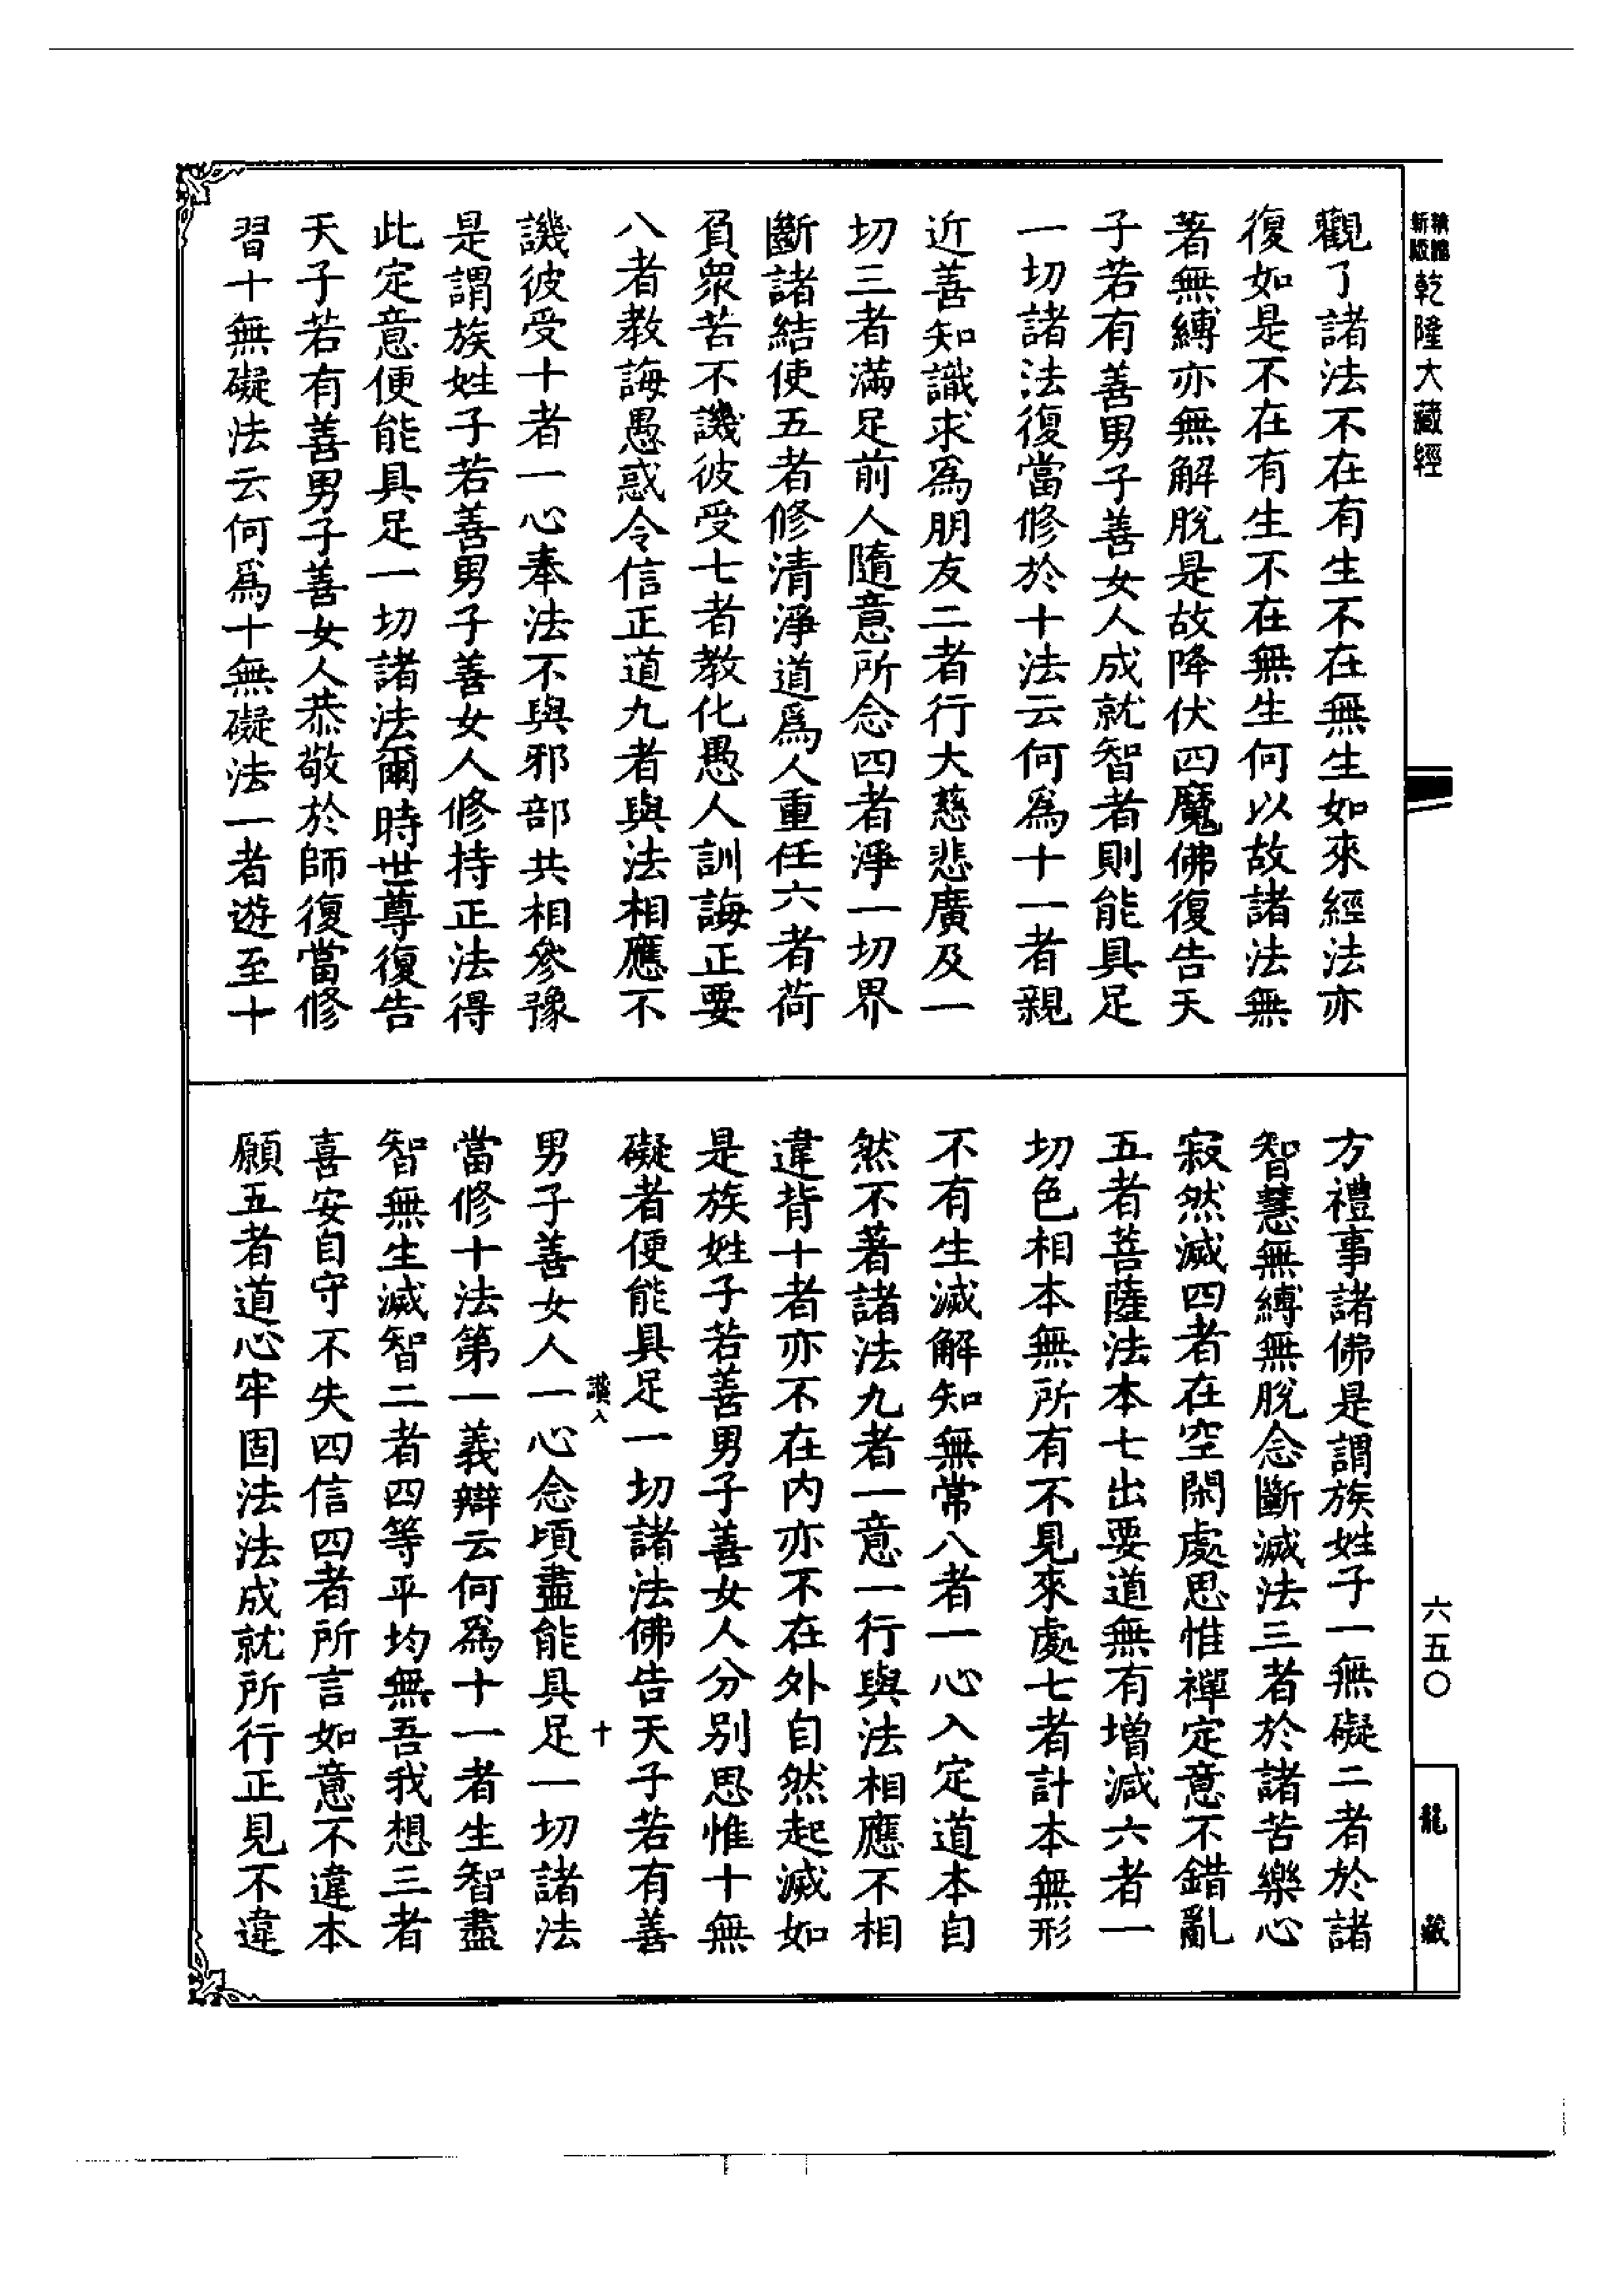 新版 精縮 乾隆大藏經
觀了諸法不在有生不在無生如來經法亦
復如是不在有生不在無生何以故諸法無
著無縛亦無解脫是故降伏四魔佛復告天
子若有善男子善女人成就智者則能具足
一切諸法復當修於十法云何為十一者親
近善知識求為朋友二者行大慈悲廣及一
切三者滿足前人隨意所念四者淨一切界
斷諸結使五者修清淨道為人重任六者荷
負眾苦不譏彼受七者教化愚人訓誨正要
八者教誨愚惑令信正道九者與法相應不
譏彼受十者一心奉法不與邪部共相參豫
是謂族姓子若善男子善女人修持正法得
此定意便能具足一切諸法爾時世尊復告
天子若有善男子善女人恭敬於師復當修
習十無礙法云何為十無礙法一者遊至十
方禮事諸佛是謂族姓子一無礙二者於諸
智慧無縛無脫念斷滅法三者於諸苦樂心
寂然滅四者在空閑處思惟禪定意不錯亂
五者菩薩法本七出要道無有增減六者一
切色相本無所有不見來處七者計本無形
不有生滅解知無常八者一心入定道本自
然不著諸法九者一意一行與法相應不相
違背十者亦不在内亦不在外自然起滅如
是族姓子若善男子善女人分別思惟十無
礙者便能具足一切諸法佛告天子若有善
男子善女人一心念頃盡能具足一切諸法
當修十法第一義辯云何為十一者生智盡
智無生滅智二者四等平均無吾我想三者
喜安自守不失四信四者所言如意不違本
願五者道心牢固法法成就所行正見不違
六五〇
龍藏
十